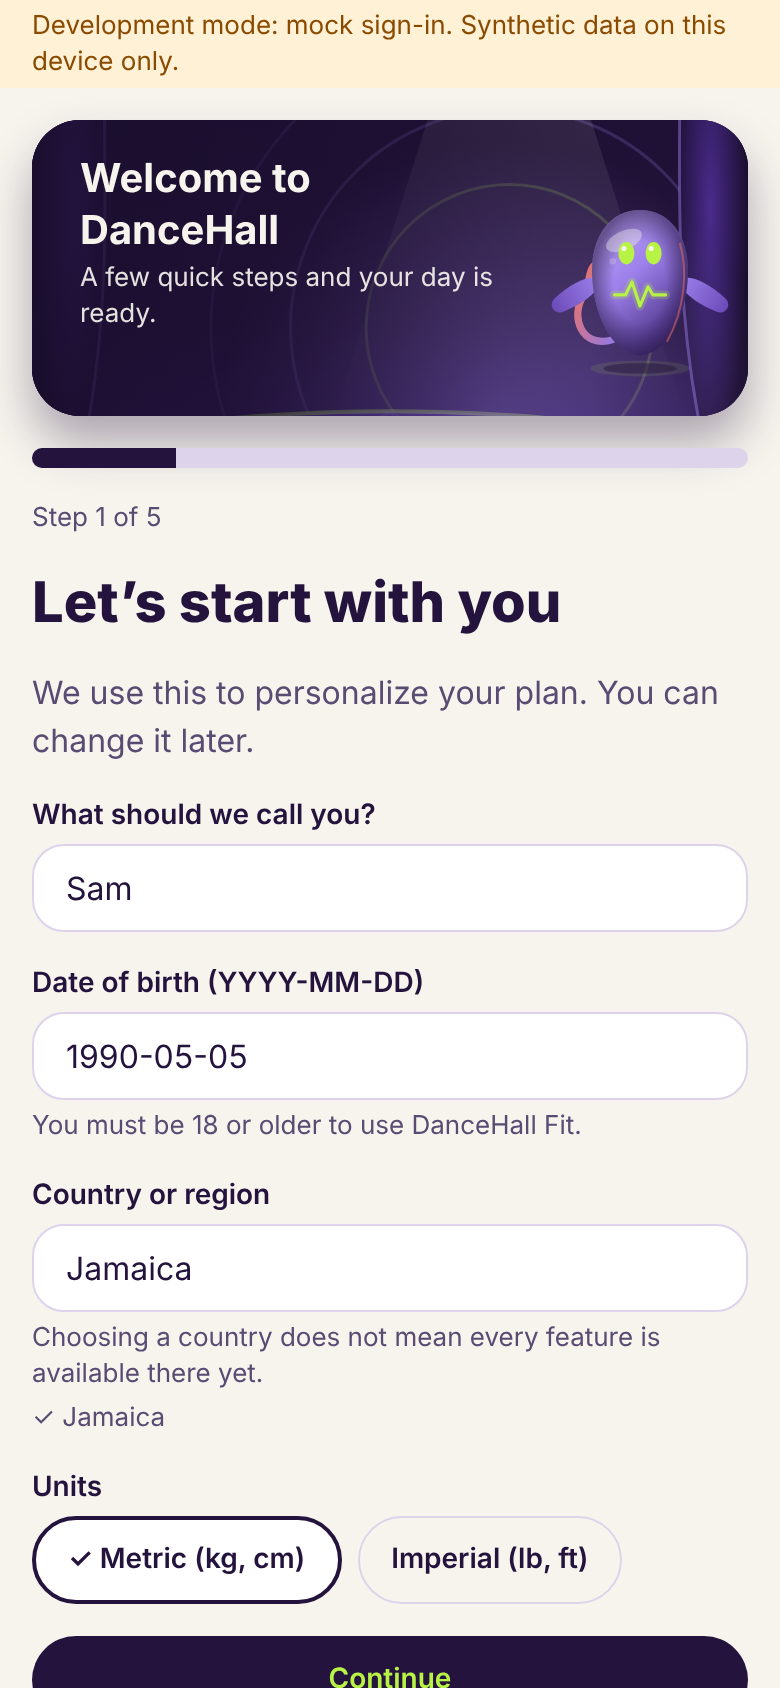 Development mode: mock sign-in. Synthetic data on this
device only.
Welcome to
DanceHall
A few quick steps and your day is
ready.
Step 1 of 5
Let’s start with you
We use this to personalize your plan. You can
change it later.
What should we call you?
Sam
Date of birth (YYYY-MM-DD)
1990-05-05
You must be 18 or older to use DanceHall Fit.
Country or region
Jamaica
Choosing a country does not mean every feature is
available there yet.
✓ Jamaica
Units
✓ Metric (kg, cm)
Imperial (lb, ft)
Continue